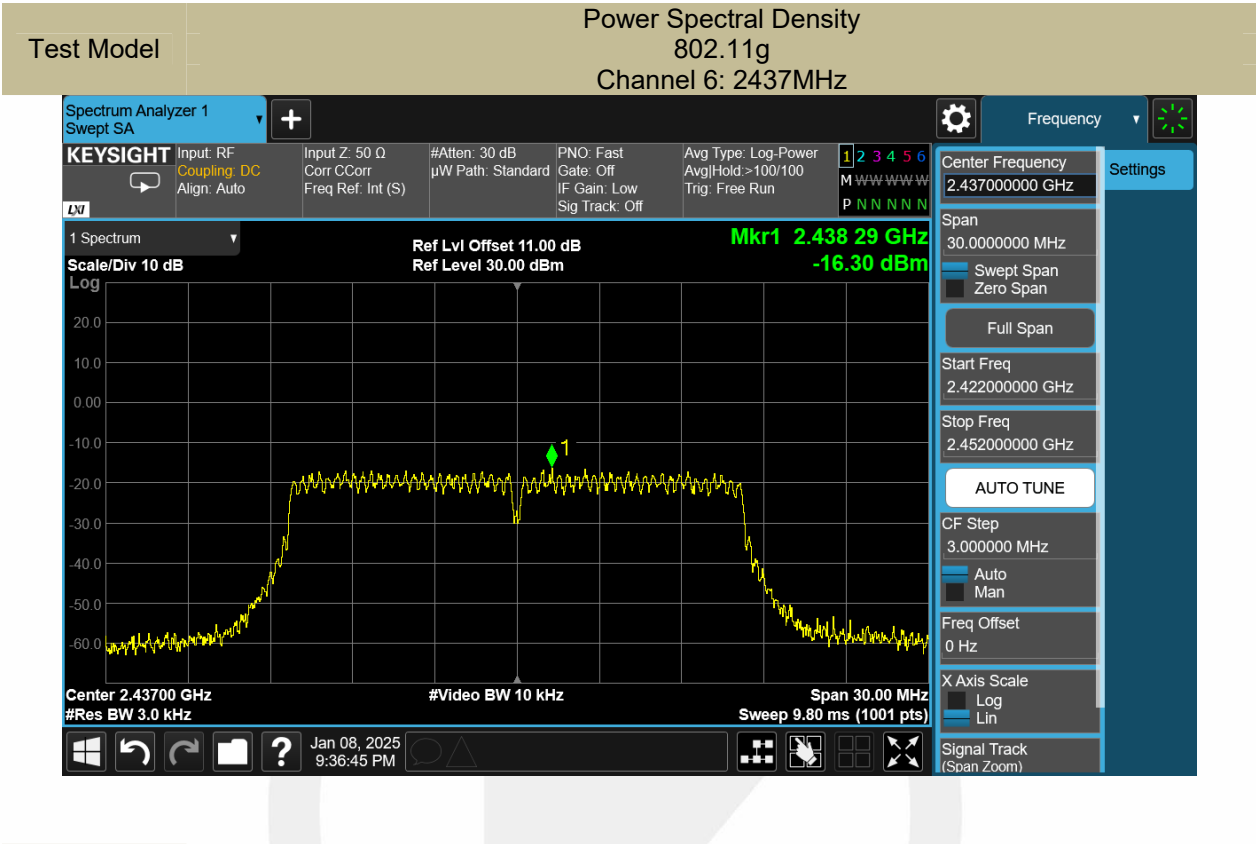 Test Model
Power Spectral Density
802.11g
Channel 6: 2437MHz
Spectrum Analyzer 1
Swept SA
Frequency
KEYSIGHT
LXI
Input: RF
Coupling: DC
Align: Auto
Input Z: 50 Ω
Corr CCorr
Freq Ref: Int (S)
#Atten: 30 dB
µW Path: Standard
PNO: Fast
Gate: Off
IF Gain: Low
Sig Track: Off
Avg Type: Log-Power
Avg|Hold:>100/100
Trig: Free Run
1 2 3 4 5 6
M W W W W W
P N N N N N
1 Spectrum
Scale/Div 10 dB
Log
Ref Lvl Offset 11.00 dB
Ref Level 30.00 dBm
Mkr1 2.438 29 GHz
-16.30 dBm
20.0
10.0
0.00
-10.0
-20.0
-30.0
-40.0
-50.0
-60.0
1
Center 2.43700 GHz
#Res BW 3.0 kHz
#Video BW 10 kHz
Span 30.00 MHz
Sweep 9.80 ms (1001 pts)
Jan 08, 2025
9:36:45 PM
Center Frequency
2.437000000 GHz
Settings
Span
30.0000000 MHz
Swept Span
Zero Span
Full Span
Start Freq
2.422000000 GHz
Stop Freq
2.452000000 GHz
AUTO TUNE
CF Step
3.000000 MHz
Auto
Man
Freq Offset
0 Hz
X Axis Scale
Log
Lin
Signal Track
(Span Zoom)